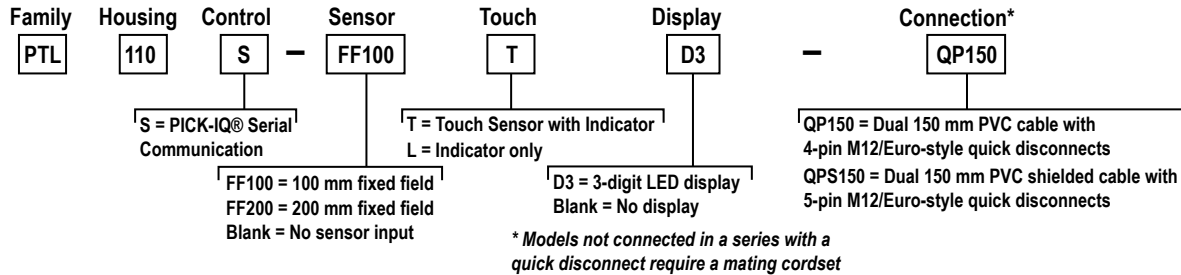 Family Housing Control Sensor Touch Display Connection*
PTL 110 S – FF100 T D3 – QP150
S = PICK-IQ® Serial
Communication
FF100 = 100 mm fixed field
FF200 = 200 mm fixed field
Blank = No sensor input
T = Touch Sensor with Indicator
L = Indicator only
D3 = 3-digit LED display
Blank = No display
QP150 = Dual 150 mm PVC cable with
4-pin M12/Euro-style quick disconnects
QPS150 = Dual 150 mm PVC shielded cable with
5-pin M12/Euro-style quick disconnects
* Models not connected in a series with a
quick disconnect require a mating cordset